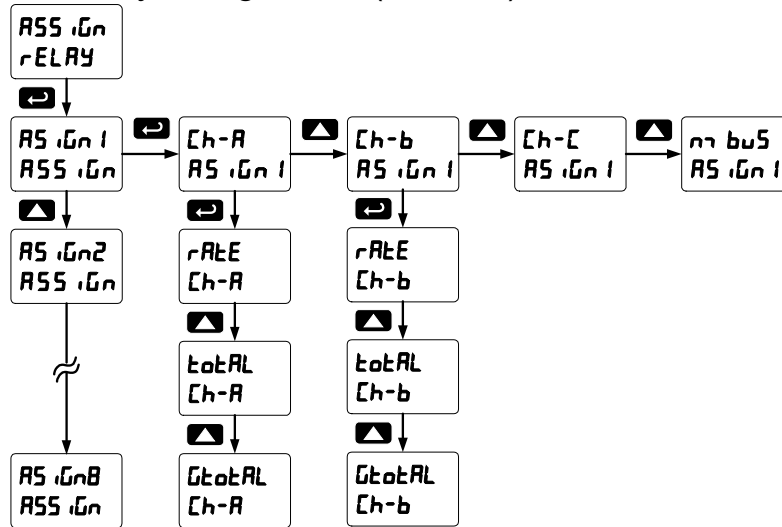 ASSiGn
rELAY
ASiGn1
ASSiGn
Ch-A
ASiGn1
Ch-b
ASiGn1
Ch-C
ASiGn1
m buS
ASiGn1
ASiGn2
ASSiGn
rAtE
Ch-A
rAtE
Ch-b
totAL
Ch-A
totAL
Ch-b
ASiGn8
ASSiGn
GtotAL
Ch-A
GtotAL
Ch-b